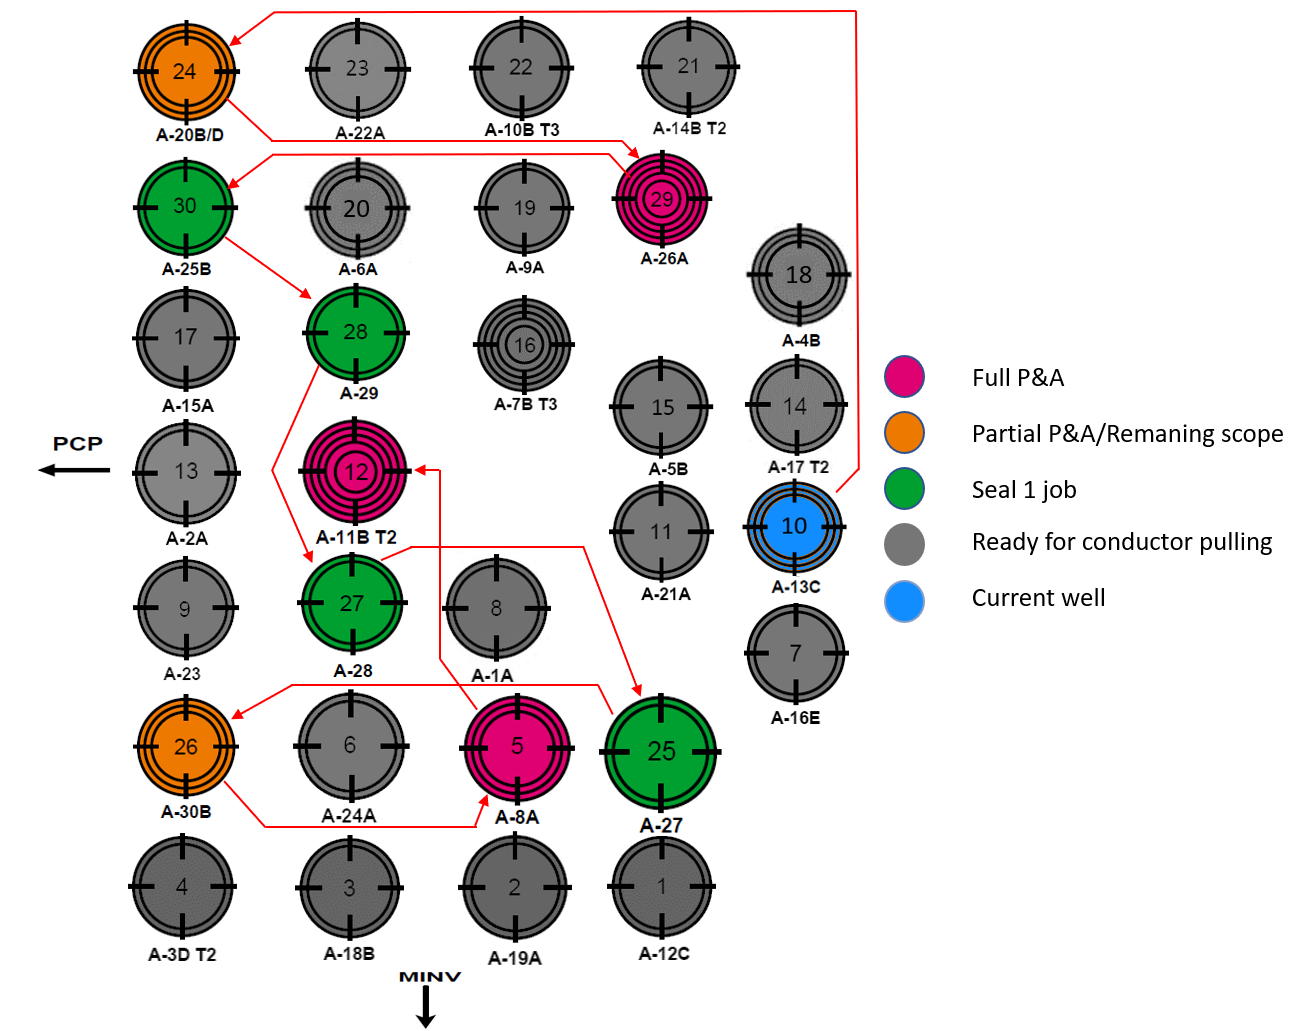 24
23
22
21
A-20B/D
A-22A
A-10B T3
A-14B T2
30
20
19
29
A-25B
A-6A
A-9A
A-26A
18
A-4B
17
28
16
A-15A
A-29
A-7B T3
15
14
A-5B
A-17 T2
PCP
13
12
A-2A
A-11B T2
11
10
A-21A
A-13C
9
27
8
7
A-23
A-28
A-1A
A-16E
26
6
5
25
A-30B
A-24A
A-8A
A-27
4
3
2
1
A-3D T2
A-18B
A-19A
A-12C
MINV
Full P&A
Partial P&A/Remaning scope
Seal 1 job
Ready for conductor pulling
Current well